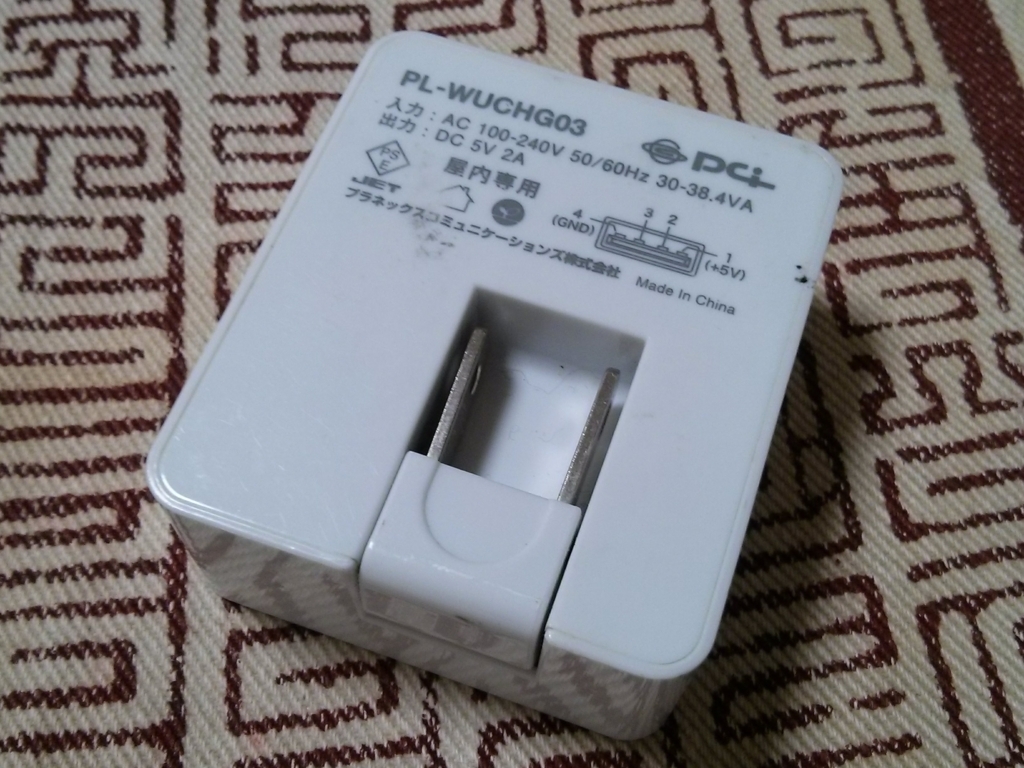 PL-WUCHG03
入力：AC 100-240V 50/60Hz 30-38.4VA
出力：DC 5V 2A
PCi
PS
E
JET
屋内専用
プラネックスコミュニケーションズ株式会社
4
(GND)
3
2
1
(+5V)
Made In China